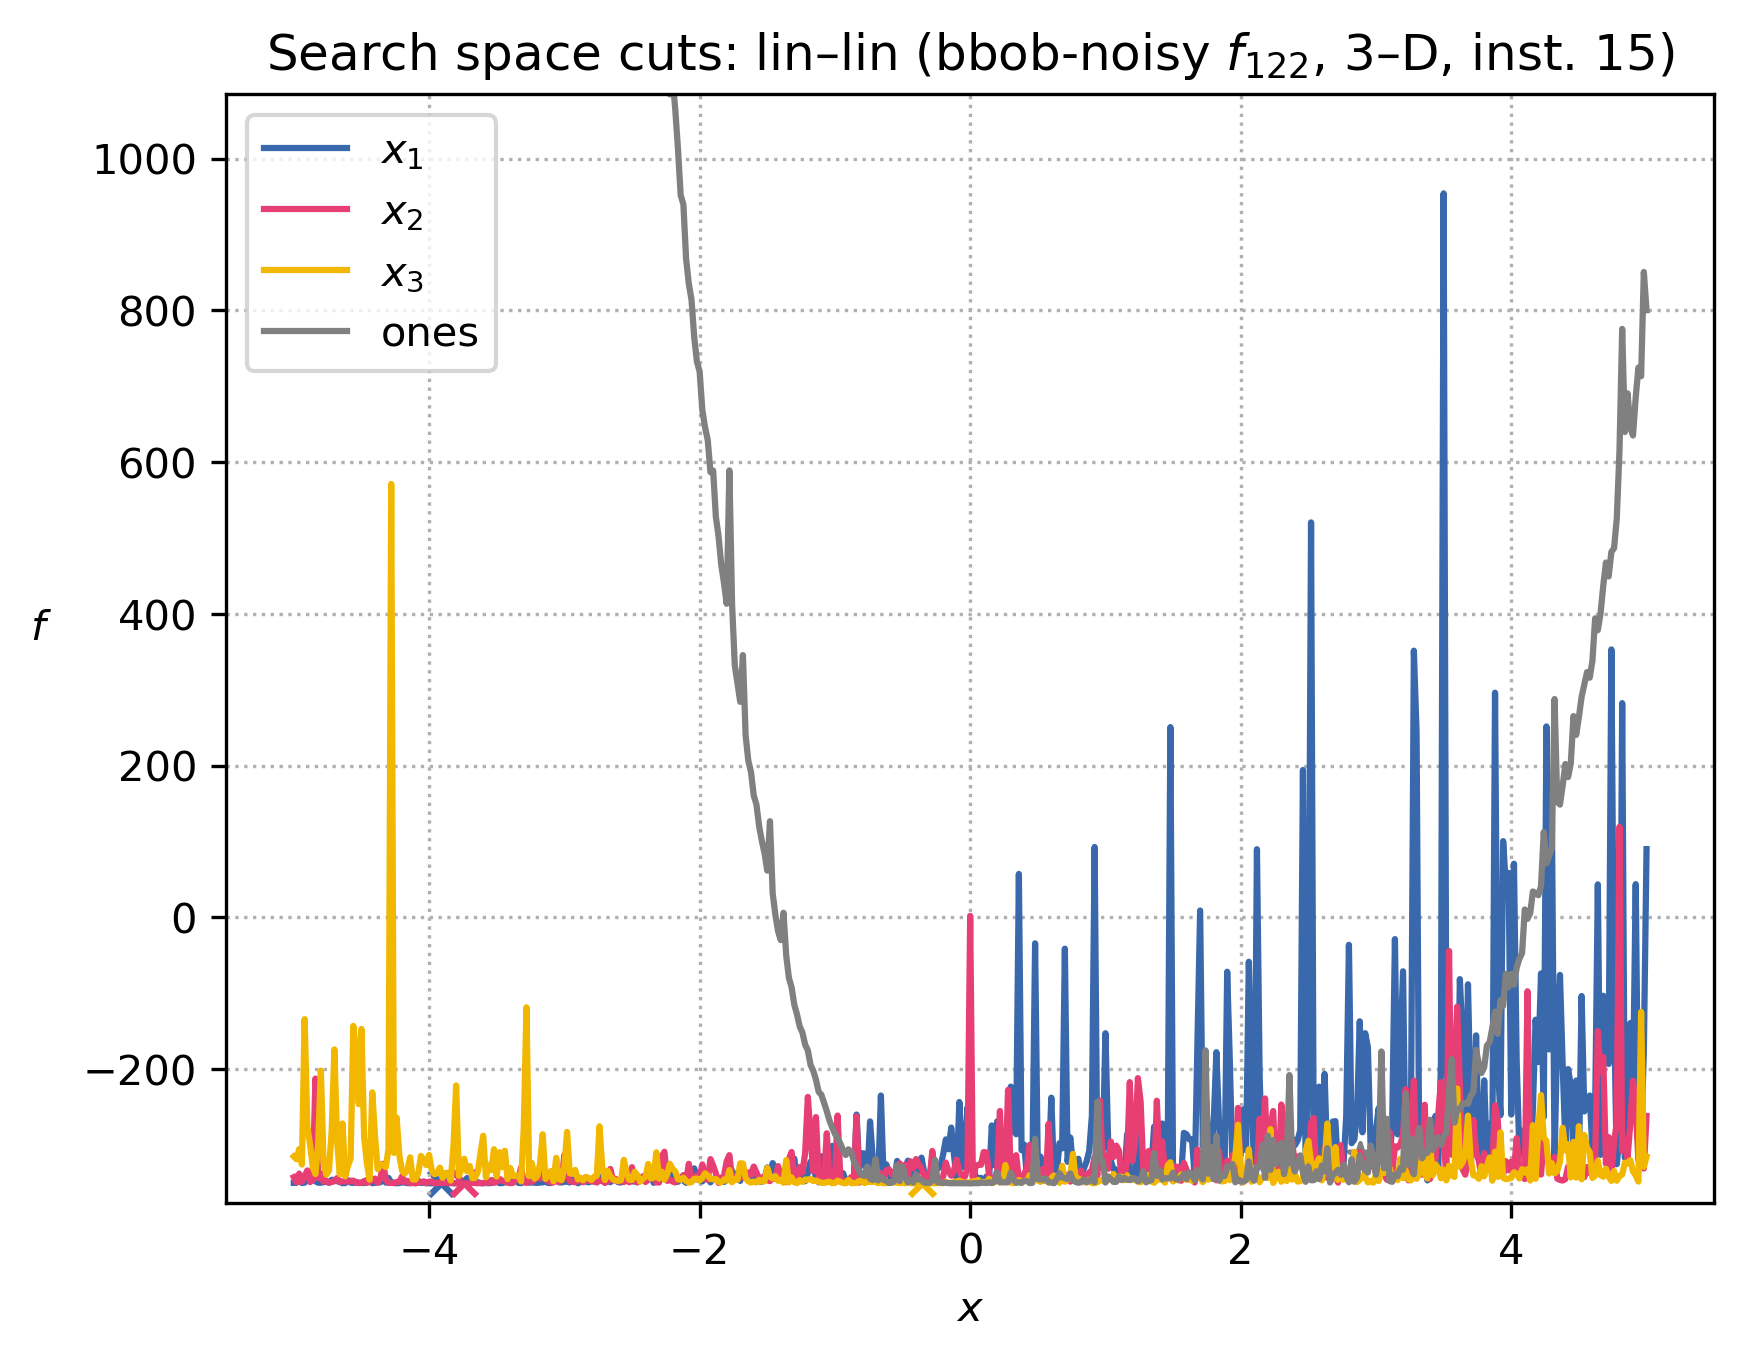 Search space cuts: lin–lin (bbob-noisy f₁₂₂, 3–D, inst. 15)
x₁
x₂
x₃
ones
1000
800
600
400
200
0
−200
f
−4
−2
0
2
4
x